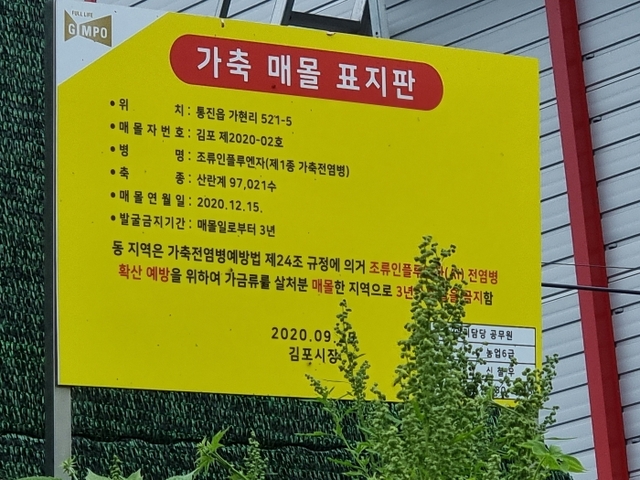 FULL LIFE
GIMPO
가축 매몰 표지판
• 위 치 : 통진읍 가현리 521-5
• 매몰자번호 : 김포 제2020-02호
• 병 명 : 조류인플루엔자(제1종 가축전염병)
• 축 종 : 산란계 97,021수
• 매몰연월일 : 2020.12.15.
• 발굴금지기간 : 매몰일로부터 3년
동 지역은 가축전염병예방법 제24조 규정에 의거 조류인플루 전염병
확산 예방을 위하여 가금류를 살처분 매몰한 지역으로 3년 금지함
2020.09.
김포시장
담당 공무원
농업6급
신철우